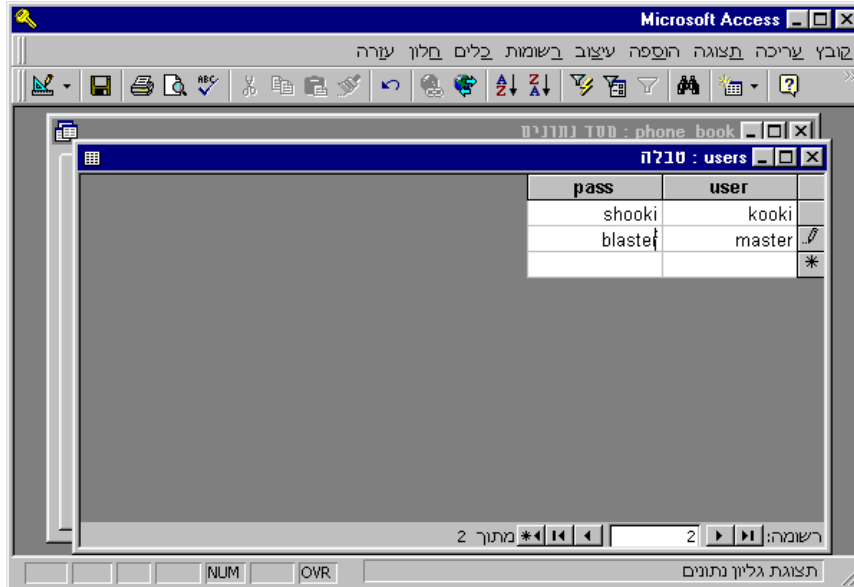 Microsoft Access
קובץ עריכה תצוגה הוספה עיצוב רשומות כלים חלון עזרה
phone_book : מסד נתונים
users : טבלה
user pass
kooki shooki
master blaster
רשומה: 2 מתוך 2
תצוגת גליון נתונים
OVR NUM